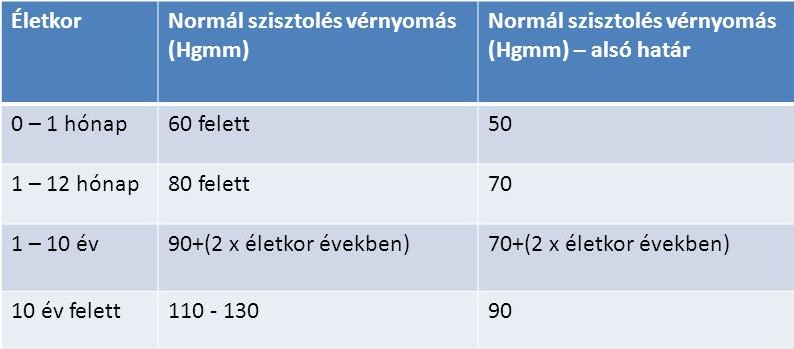 Életkor
Normál szisztolés vérnyomás
(Hgmm)
Normál szisztolés vérnyomás
(Hgmm) – alsó határ
0 – 1 hónap
60 felett
50
1 – 12 hónap
80 felett
70
1 – 10 év
90+(2 x életkor években)
70+(2 x életkor években)
10 év felett
110 - 130
90